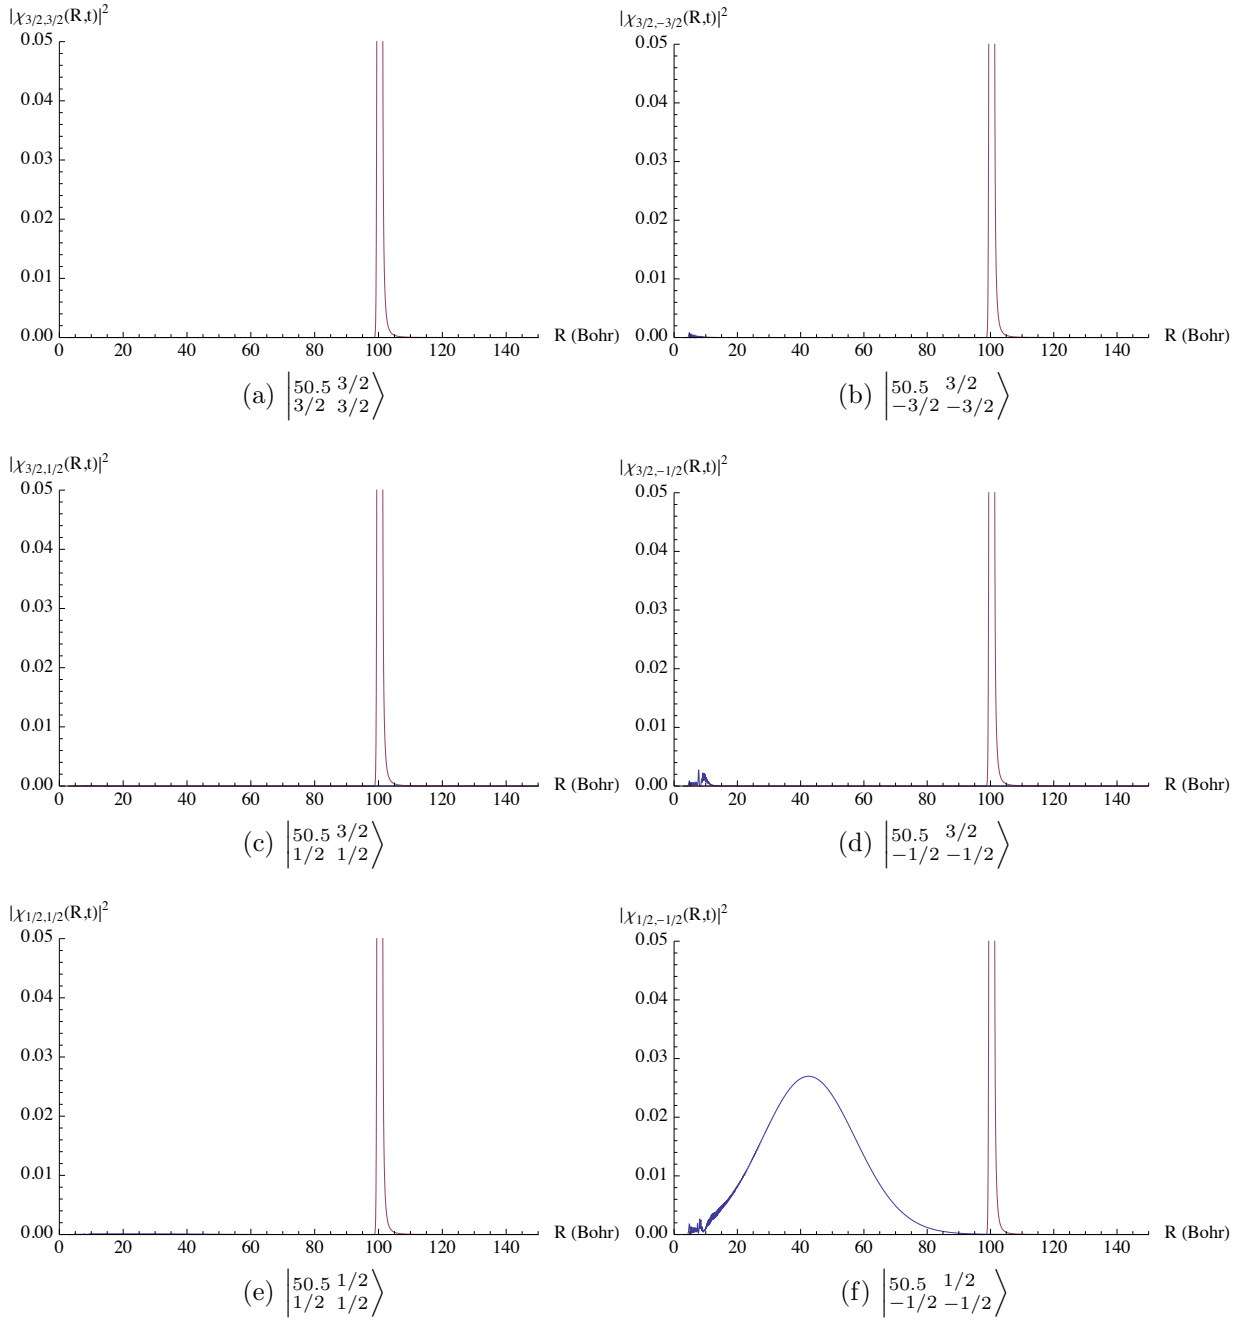 |χ3/2,3/2(R,t)|²
0.05
0.04
0.03
0.02
0.01
0.00
0 20 40 60 80 100 120 140 R (Bohr)
(a) |50.5 3/2
3/2 3/2⟩
|χ3/2,−3/2(R,t)|²
0.05
0.04
0.03
0.02
0.01
0.00
0 20 40 60 80 100 120 140 R (Bohr)
(b) |50.5 3/2
−3/2 −3/2⟩
|χ3/2,1/2(R,t)|²
0.05
0.04
0.03
0.02
0.01
0.00
0 20 40 60 80 100 120 140 R (Bohr)
(c) |50.5 3/2
1/2 1/2⟩
|χ3/2,−1/2(R,t)|²
0.05
0.04
0.03
0.02
0.01
0.00
0 20 40 60 80 100 120 140 R (Bohr)
(d) |50.5 3/2
−1/2 −1/2⟩
|χ1/2,1/2(R,t)|²
0.05
0.04
0.03
0.02
0.01
0.00
0 20 40 60 80 100 120 140 R (Bohr)
(e) |50.5 1/2
1/2 1/2⟩
|χ1/2,−1/2(R,t)|²
0.05
0.04
0.03
0.02
0.01
0.00
0 20 40 60 80 100 120 140 R (Bohr)
(f) |50.5 1/2
−1/2 −1/2⟩